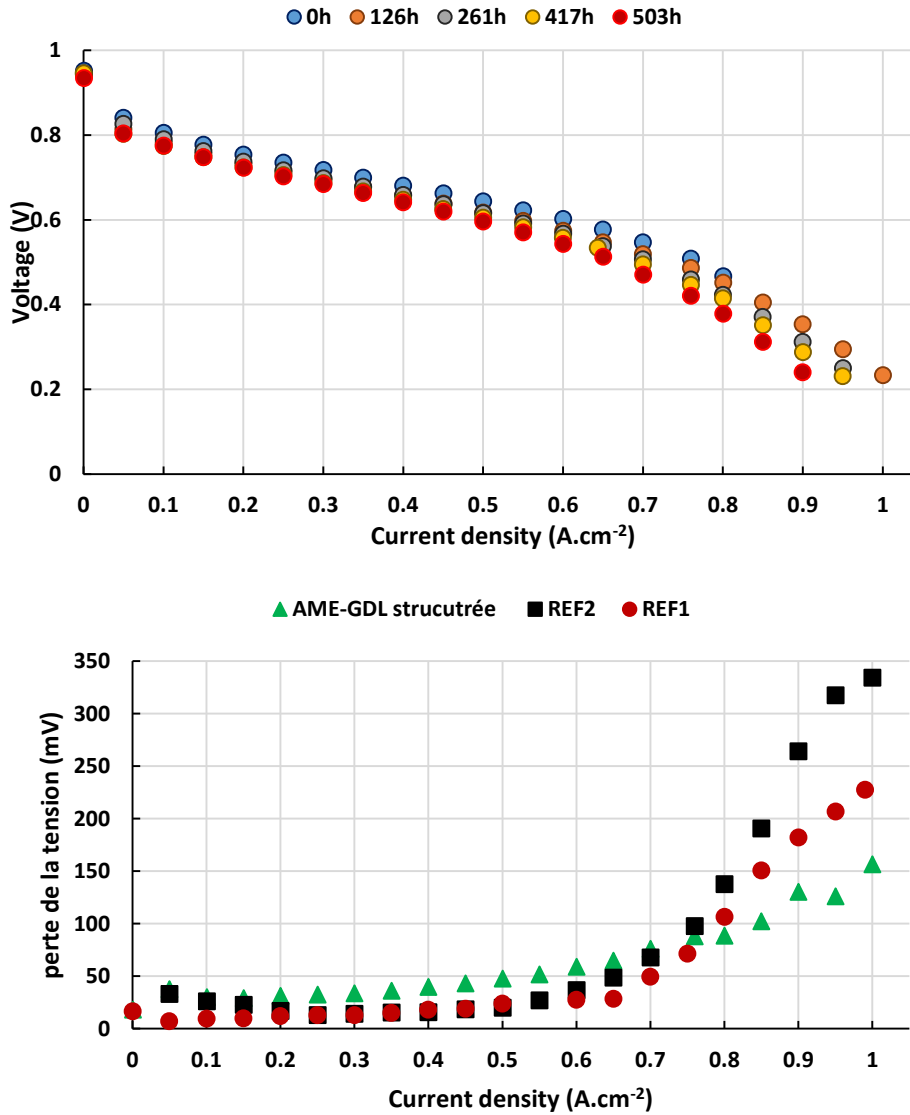 0h 126h 261h 417h 503h
1
0.8
0.6
0.4
0.2
0
Voltage (V)
0 0.1 0.2 0.3 0.4 0.5 0.6 0.7 0.8 0.9 1
Current density (A.cm-2)
AME-GDL strucutrée REF2 REF1
350
300
250
200
150
100
50
0
perte de la tension (mV)
0 0.1 0.2 0.3 0.4 0.5 0.6 0.7 0.8 0.9 1
Current density (A.cm-2)